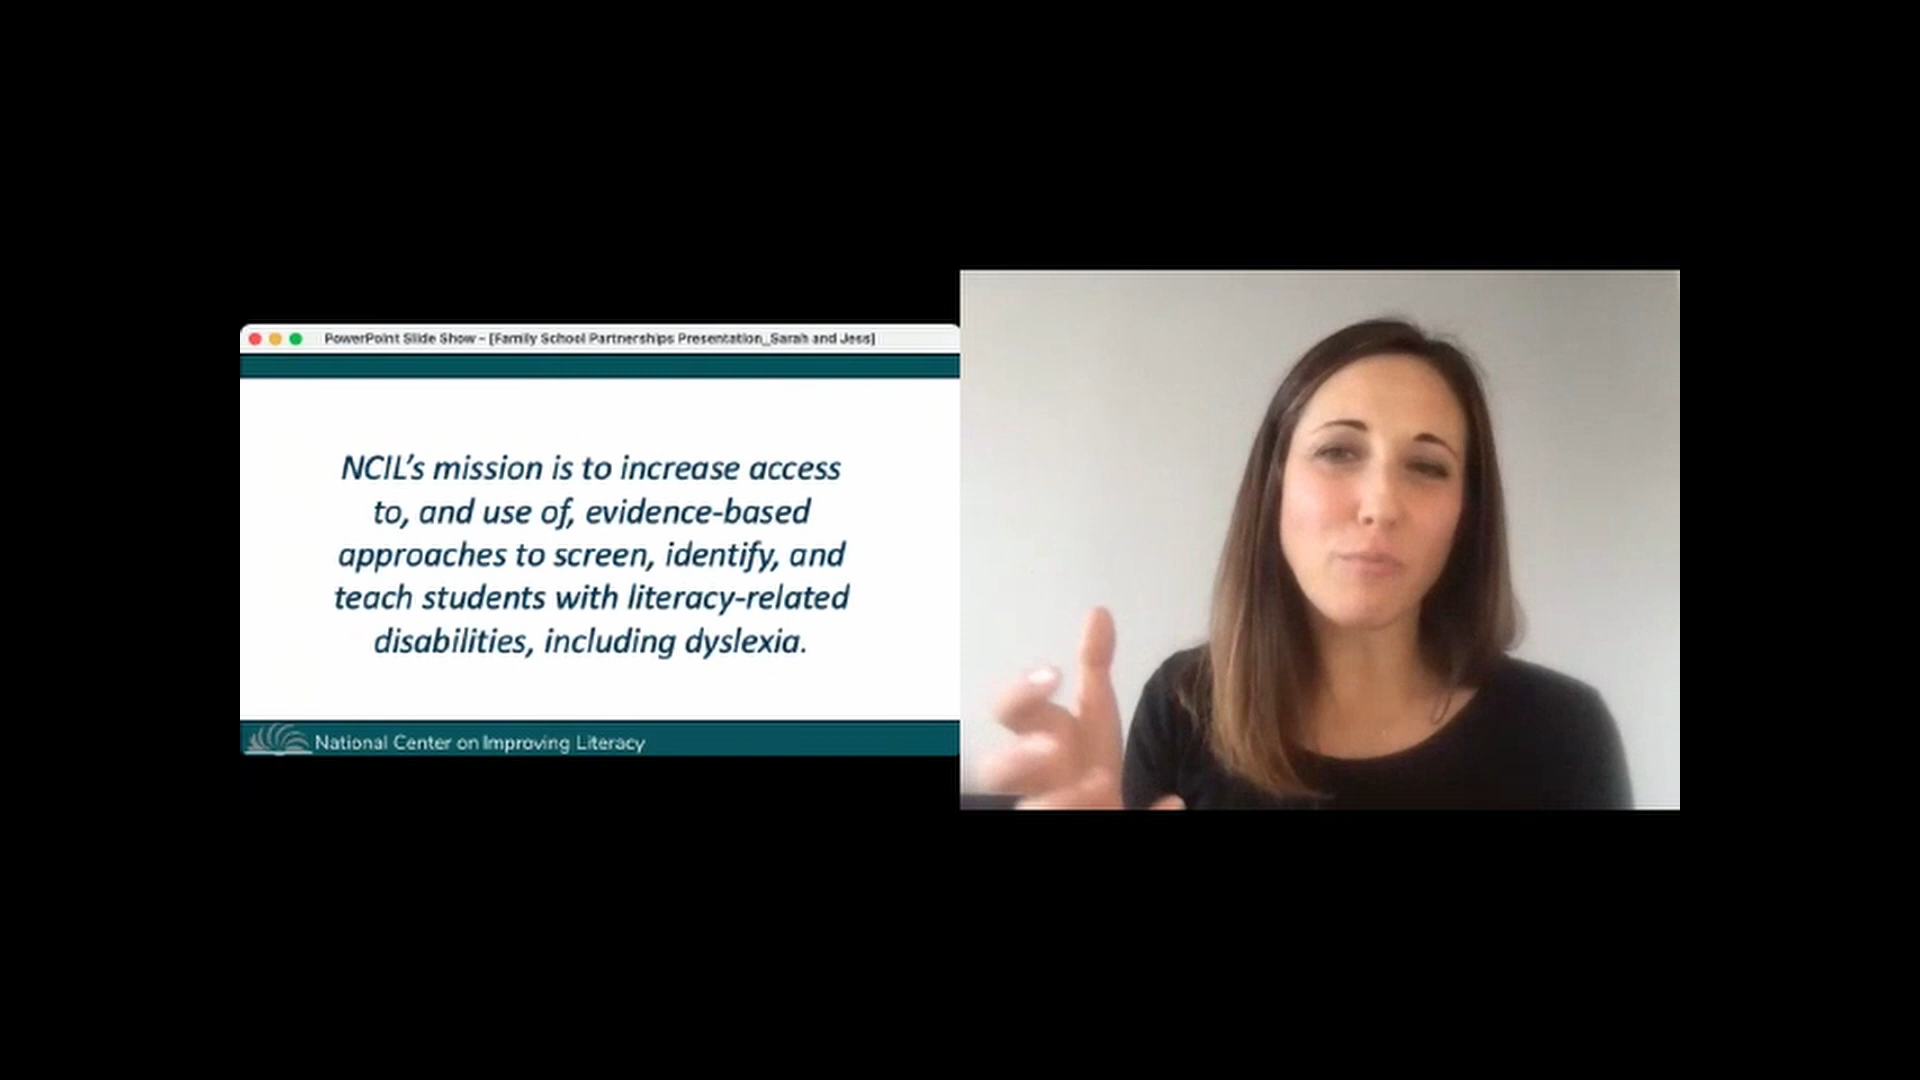 PowerPoint Slide Show - [Family School Partnerships Presentation_Sarah and Jess]
NCIL's mission is to increase access
to, and use of, evidence-based
approaches to screen, identify, and
teach students with literacy-related
disabilities, including dyslexia.
National Center on Improving Literacy